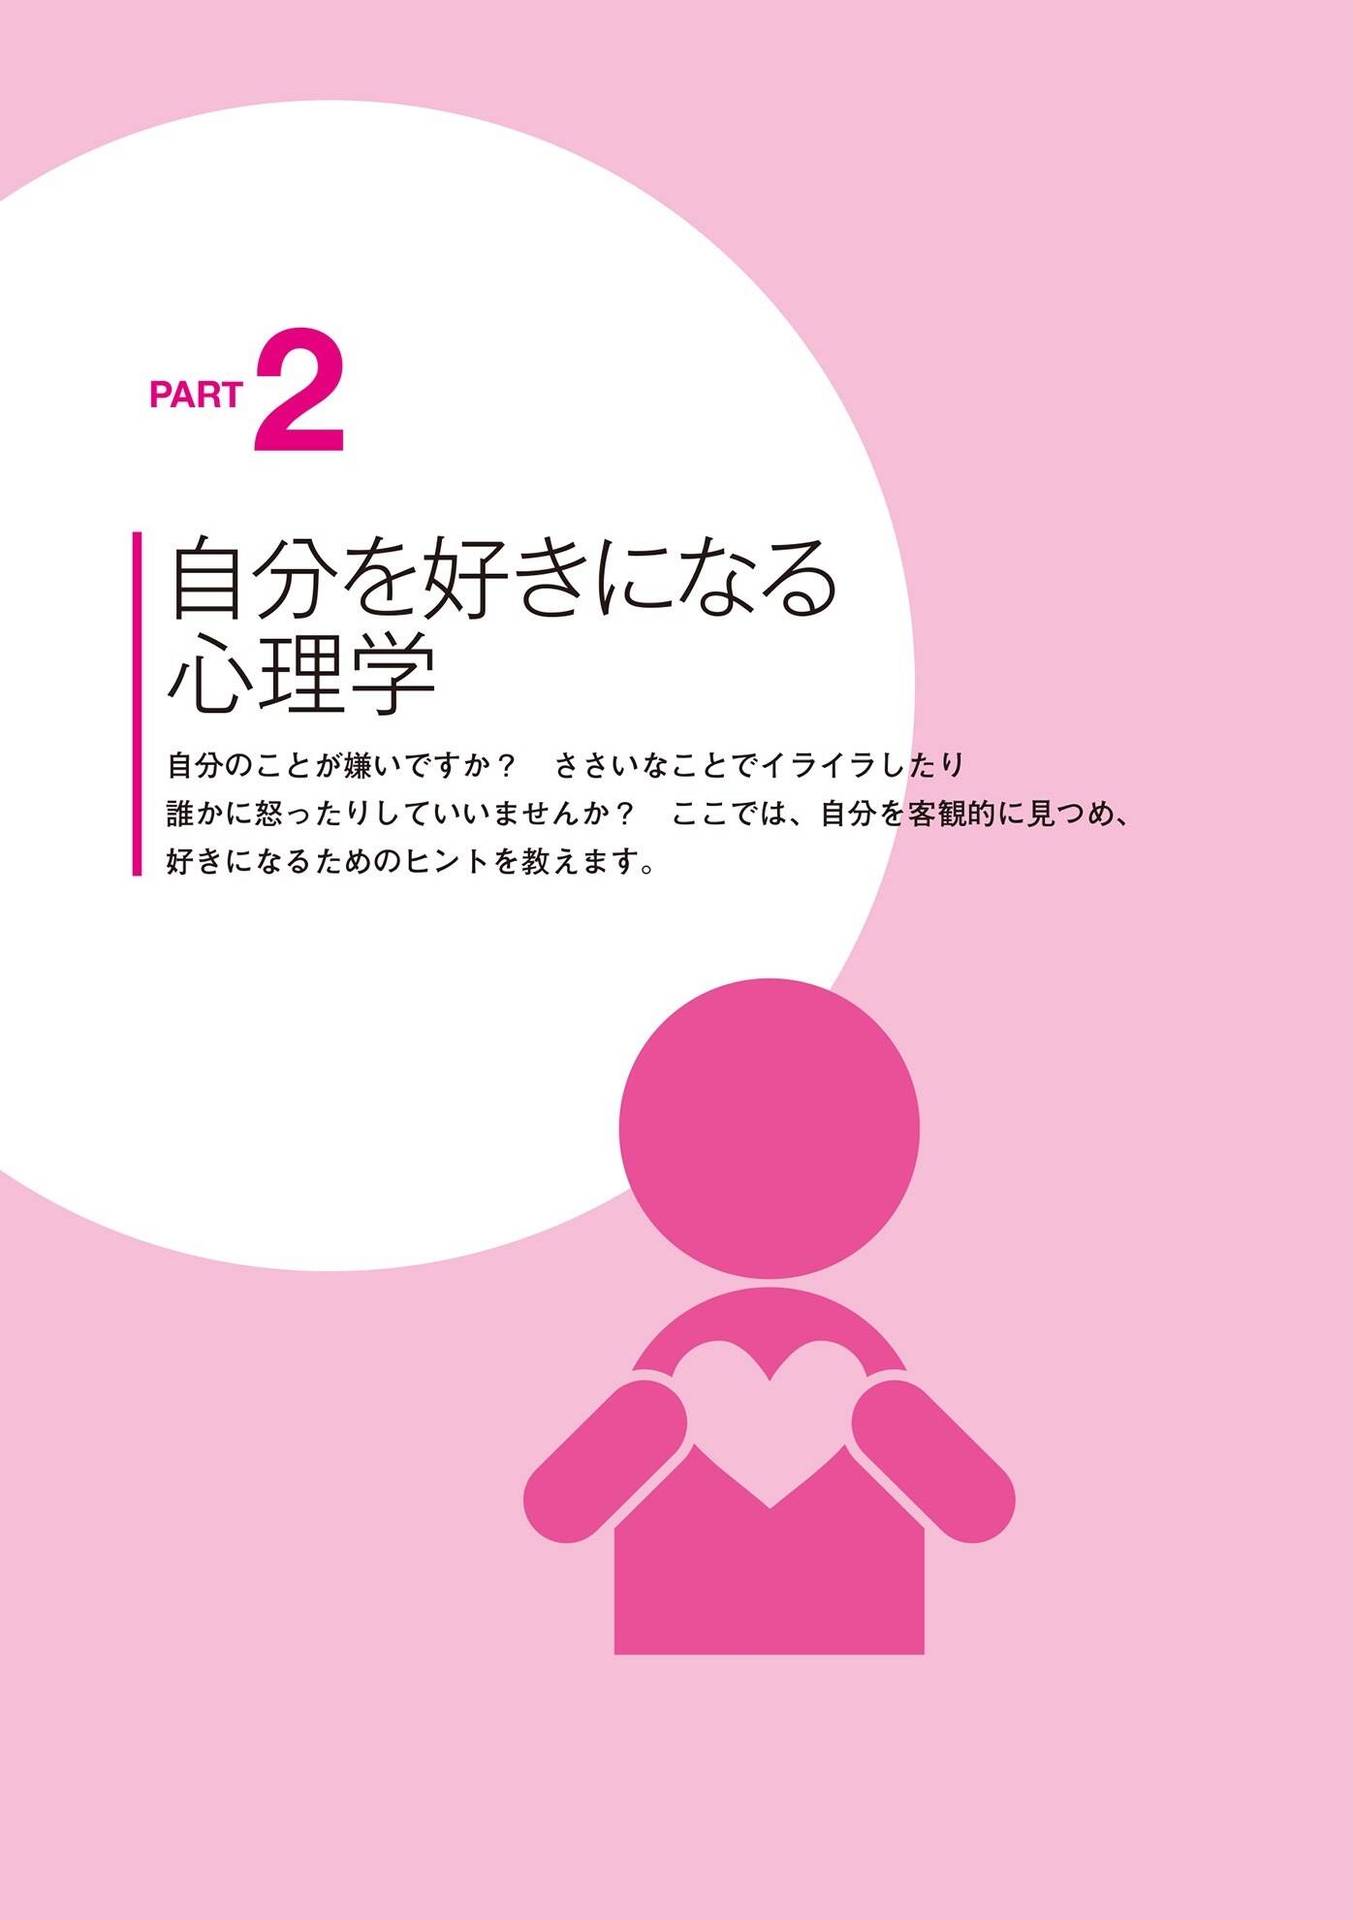 PART 2
自分を好きになる
心理学
自分のことが嫌いですか？　ささいなことでイライラしたり
誰かに怒ったりしていいませんか？　ここでは、自分を客観的に見つめ、
好きになるためのヒントを教えます。